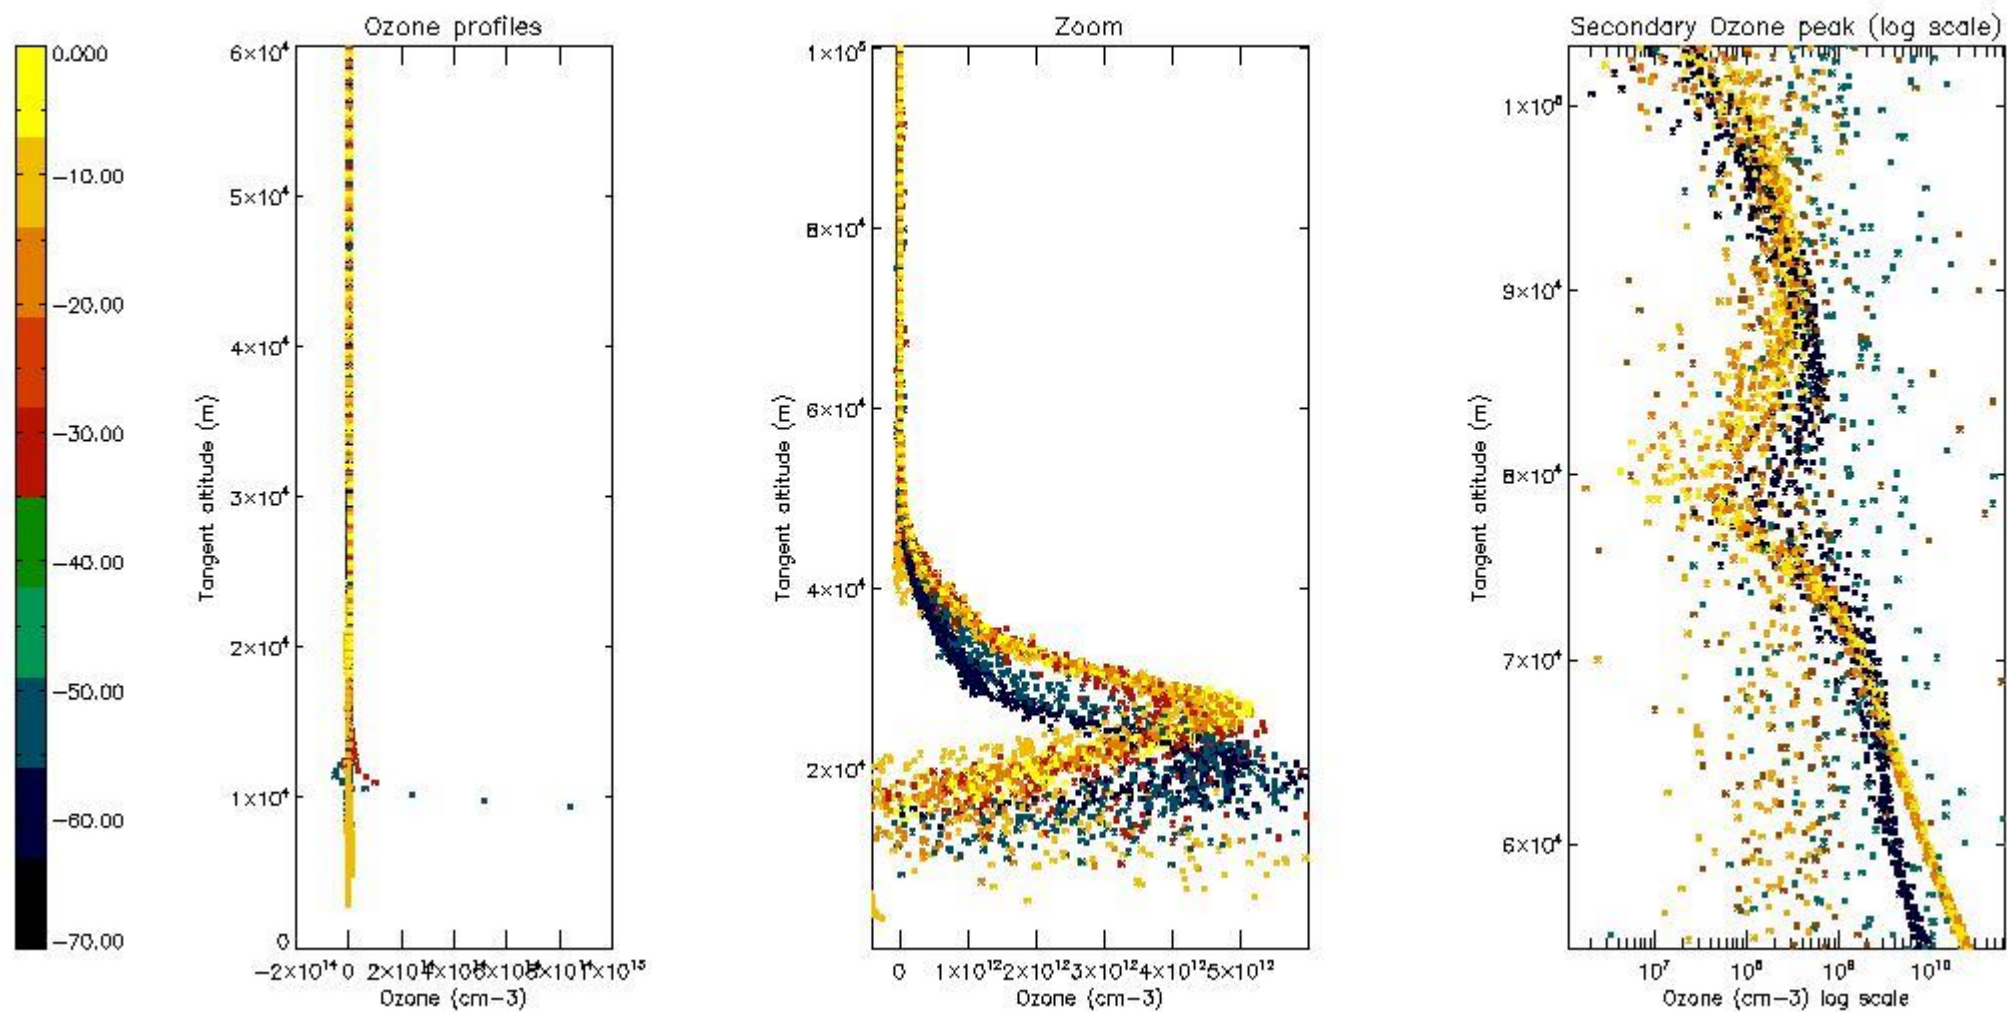 Ozone profiles
Zoom
Secondary Ozone peak (log scale)
0.000
−10.00
−20.00
−30.00
−40.00
−50.00
−60.00
−70.00
6×10⁴
5×10⁴
4×10⁴
3×10⁴
2×10⁴
1×10⁴
0
Tangent altitude (m)
−2×10¹⁴ 0 2×10¹⁴
Ozone (cm−3)
1×10⁵
8×10⁴
6×10⁴
4×10⁴
2×10⁴
Tangent altitude (m)
0 1×10¹² 2×10¹² 3×10¹² 4×10¹² 5×10¹²
Ozone (cm−3)
1×10⁵
9×10⁴
8×10⁴
7×10⁴
6×10⁴
Tangent altitude (m)
10⁷ 10⁸ 10⁹ 10¹⁰
Ozone (cm−3) log scale